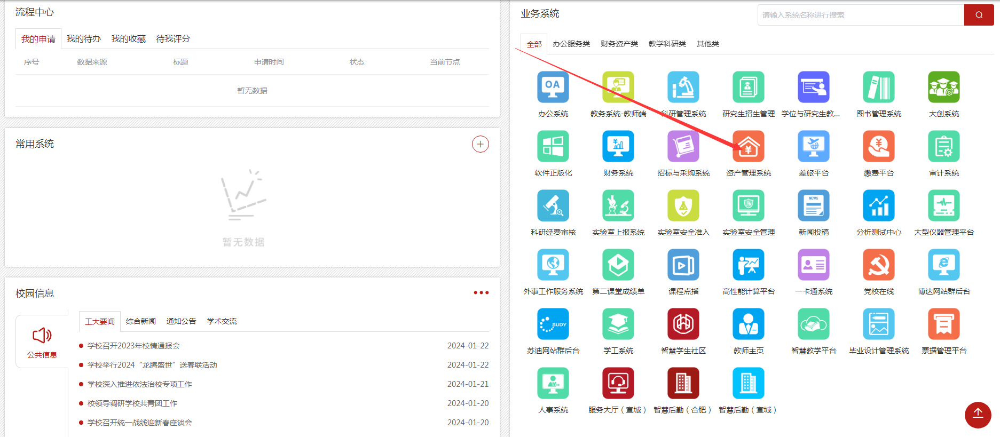 流程中心
我的申请 我的待办 我的收藏 待我评分
序号 数据来源 标题 申请时间 状态 当前节点
暂无数据
常用系统
暂无数据
校园信息
公共信息
工大要闻 综合新闻 通知公告 学术交流
学校召开2023年校情通报会 2024-01-22
学校举行2024“龙腾盛世”送春联活动 2024-01-22
学校深入推进依法治校专项工作 2024-01-21
校领导调研学校共青团工作 2024-01-20
学校召开统一战线迎新春座谈会 2024-01-20
业务系统
请输入系统名称进行搜索
全部 办公服务类 财务资产类 教学科研类 其他类
OA
办公系统 教务系统-教师端 科研管理系统 研究生招生管理 学位与研究生教... 图书管理系统 大创系统
软件正版化 财务系统 招标与采购系统 资产管理系统 差旅平台 缴费平台 审计系统
NEWS
科研经费审核 实验室上报系统 实验室安全准入 实验室安全管理 新闻投稿 分析测试中心 大型仪器管理平台
外事工作服务系统 第二课堂成绩单 课程点播 高性能计算平台 一卡通系统 党校在线 博达网站群后台
SUDY
苏迪网站群后台 学工系统 智慧学生社区 教师主页 智慧教学平台 毕业设计管理系统 票据管理平台
人事系统 服务大厅（宣城） 智慧后勤（合肥） 智慧后勤（宣城）